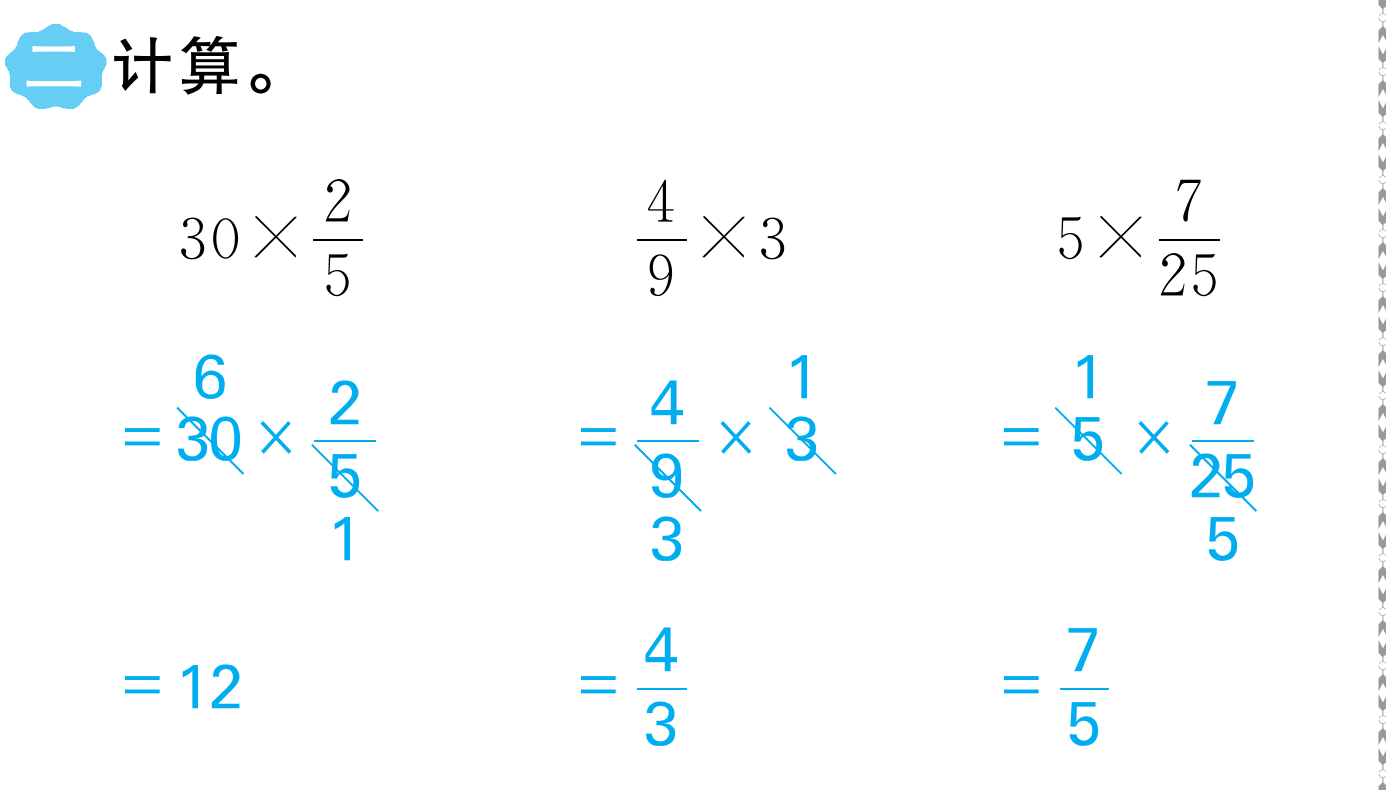 二 计算。
30×2/5 4/9×3 5×7/25
=30×2/5 6 1 =4/9×3 3 1 =5×7/25 1 5
=12 =4/3 =7/5